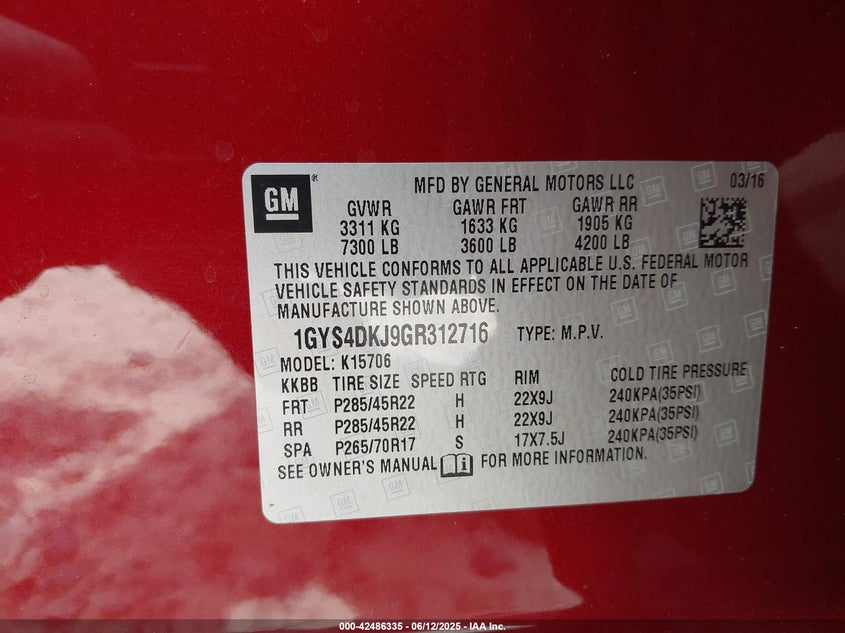 GM
MFD BY GENERAL MOTORS LLC 03/16
GVWR GAWR FRT GAWR RR
3311 KG 1633 KG 1905 KG
7300 LB 3600 LB 4200 LB
THIS VEHICLE CONFORMS TO ALL APPLICABLE U.S. FEDERAL MOTOR
VEHICLE SAFETY STANDARDS IN EFFECT ON THE DATE OF
MANUFACTURE SHOWN ABOVE.
1GYS4DKJ9GR312716 TYPE: M.P.V.
MODEL: K15706
KKBB TIRE SIZE SPEED RTG RIM COLD TIRE PRESSURE
FRT P285/45R22 H 22X9J 240KPA(35PSI)
RR P285/45R22 H 22X9J 240KPA(35PSI)
SPA P265/70R17 S 17X7.5J 240KPA(35PSI)
SEE OWNER'S MANUAL FOR MORE INFORMATION.
000-42486335 - 06/12/2025 - IAA Inc.